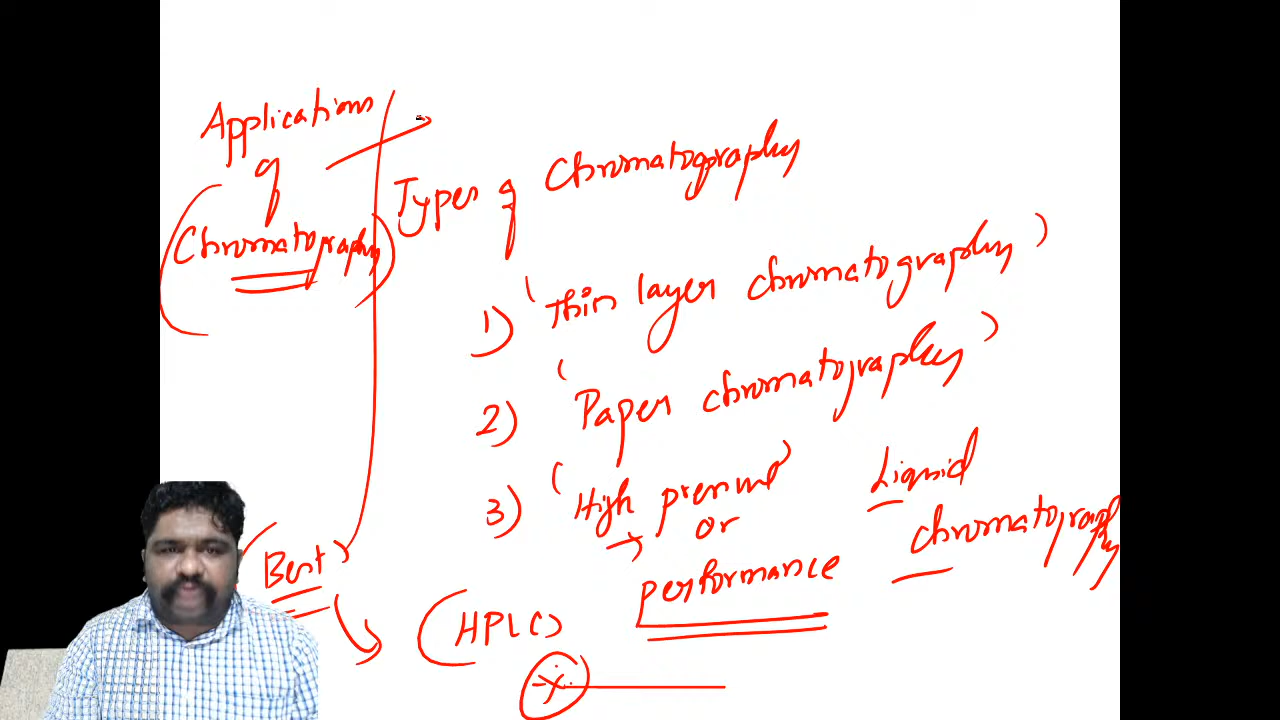 Applications
of
(Chromatography)
Types of Chromatography
1) (Thin layer chromatography)
2) (Paper chromatography)
3) (High pressure) Liquid
or chromatography
performance
(Best)
(HPLC)